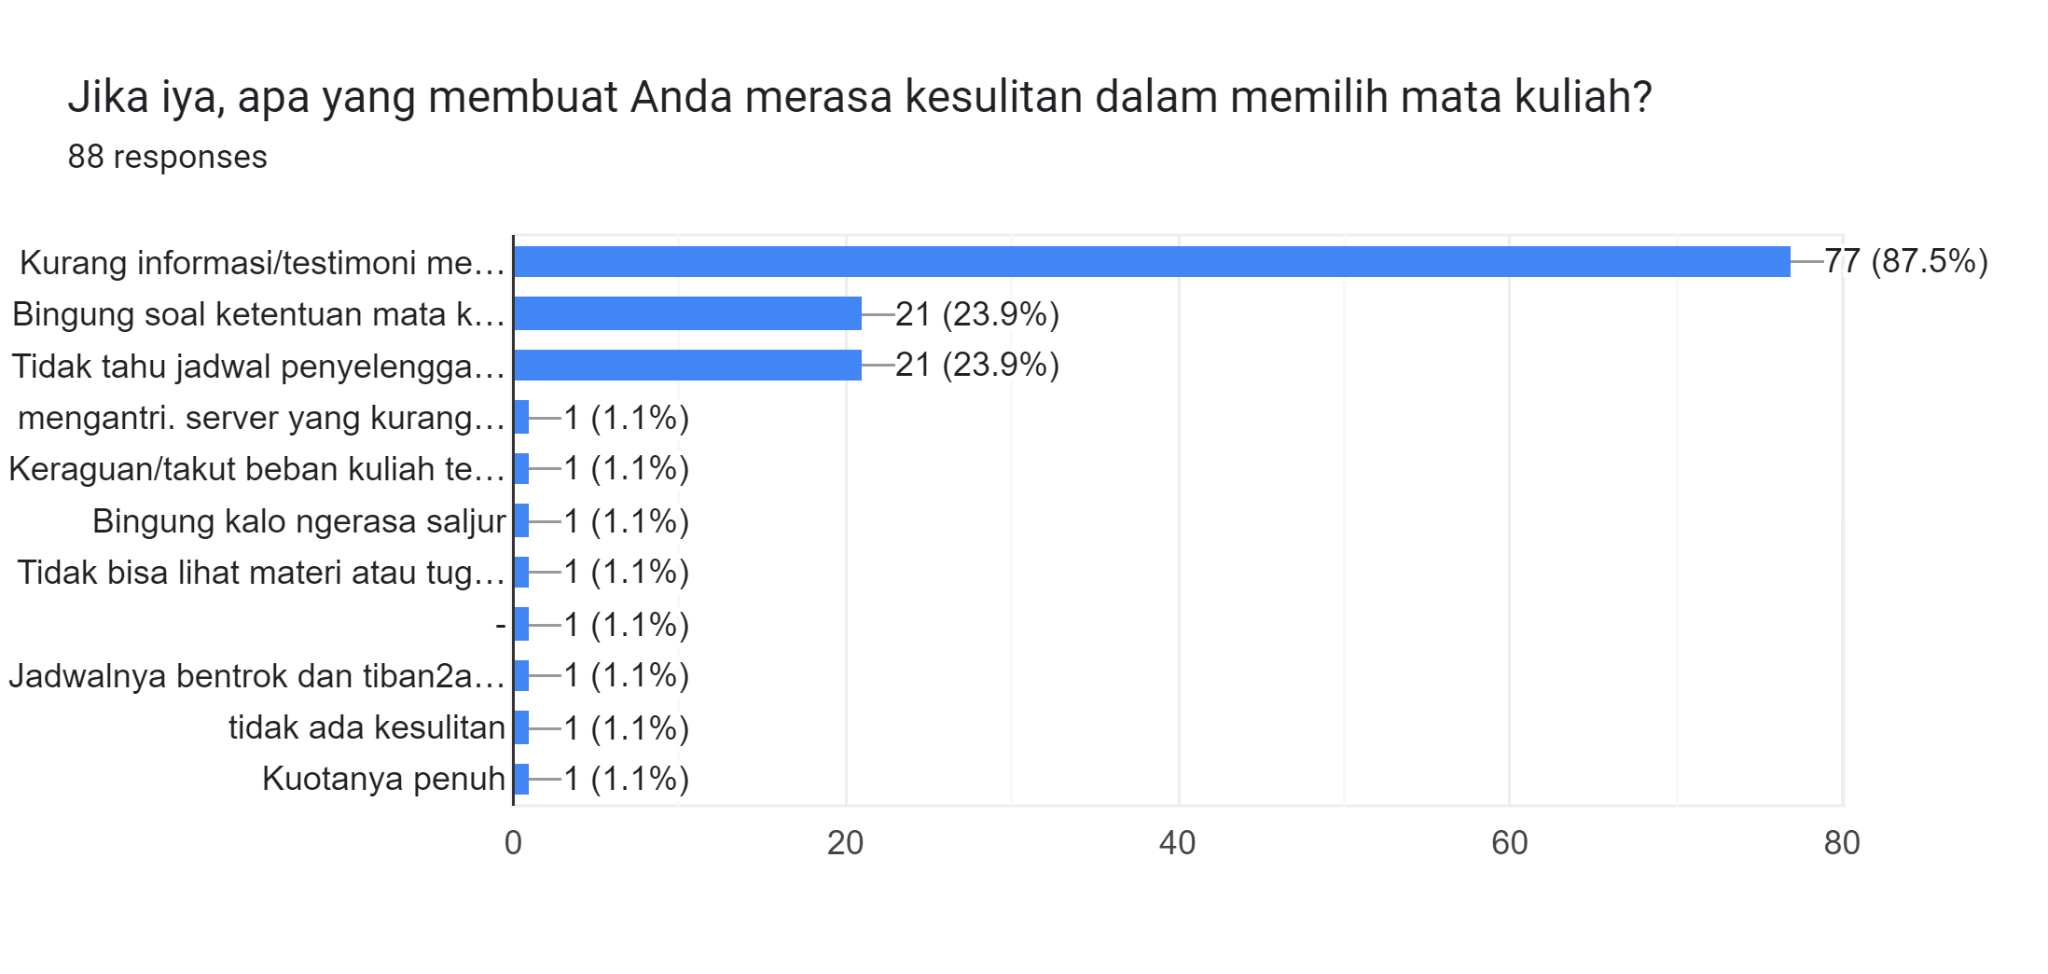 Jika iya, apa yang membuat Anda merasa kesulitan dalam memilih mata kuliah?
88 responses
Kurang informasi/testimoni me… 77 (87.5%)
Bingung soal ketentuan mata k… 21 (23.9%)
Tidak tahu jadwal penyelengga… 21 (23.9%)
mengantri. server yang kurang… 1 (1.1%)
Keraguan/takut beban kuliah te… 1 (1.1%)
Bingung kalo ngerasa saljur 1 (1.1%)
Tidak bisa lihat materi atau tug… 1 (1.1%)
- 1 (1.1%)
Jadwalnya bentrok dan tiban2a… 1 (1.1%)
tidak ada kesulitan 1 (1.1%)
Kuotanya penuh 1 (1.1%)
0 20 40 60 80